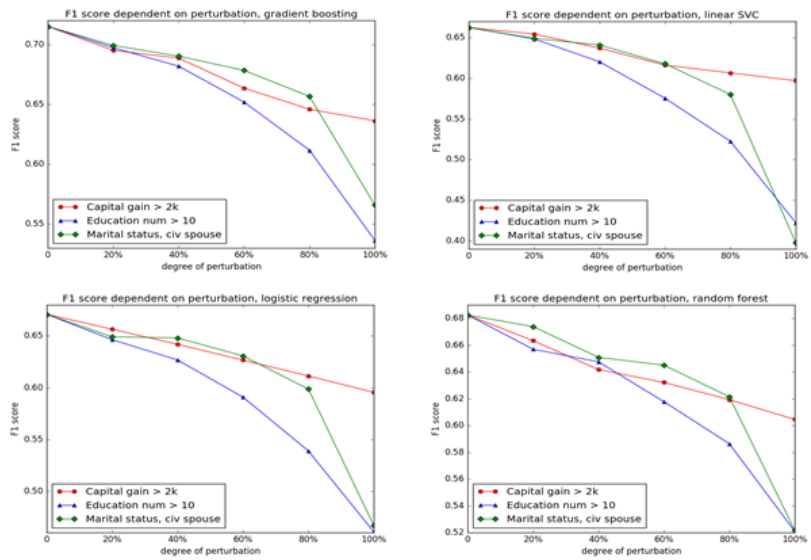 F1 score dependent on perturbation, gradient boosting
0.70
0.65
0.60
0.55
F1 score
Capital gain > 2k
Education num > 10
Marital status, civ spouse
0 20% 40% 60% 80% 100%
degree of perturbation
F1 score dependent on perturbation, linear SVC
0.65
0.60
0.55
0.50
0.45
0.40
F1 score
Capital gain > 2k
Education num > 10
Marital status, civ spouse
0 20% 40% 60% 80% 100%
degree of perturbation
F1 score dependent on perturbation, logistic regression
0.65
0.60
0.55
0.50
F1 score
Capital gain > 2k
Education num > 10
Marital status, civ spouse
0 20% 40% 60% 80% 100%
degree of perturbation
F1 score dependent on perturbation, random forest
0.68
0.66
0.64
0.62
0.60
0.58
0.56
0.54
0.52
F1 score
Capital gain > 2k
Education num > 10
Marital status, civ spouse
0 20% 40% 60% 80% 100%
degree of perturbation